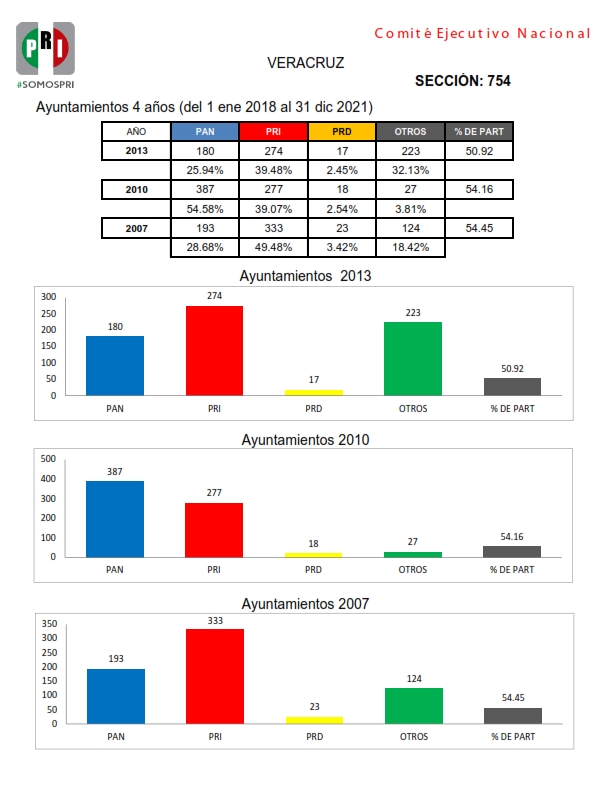 Comité Ejecutivo Nacional
PRI
#SOMOSPRI
VERACRUZ
SECCIÓN: 754
Ayuntamientos 4 años (del 1 ene 2018 al 31 dic 2021)
AÑO PAN PRI PRD OTROS % DE PART
2013 180 274 17 223 50.92
25.94% 39.48% 2.45% 32.13%
2010 387 277 18 27 54.16
54.58% 39.07% 2.54% 3.81%
2007 193 333 23 124 54.45
28.68% 49.48% 3.42% 18.42%
Ayuntamientos 2013
300
250
200
150
100
50
0
180 274 17 223 50.92
PAN PRI PRD OTROS % DE PART
Ayuntamientos 2010
500
400
300
200
100
0
387 277 18 27 54.16
PAN PRI PRD OTROS % DE PART
Ayuntamientos 2007
350
300
250
200
150
100
50
0
193 333 23 124 54.45
PAN PRI PRD OTROS % DE PART